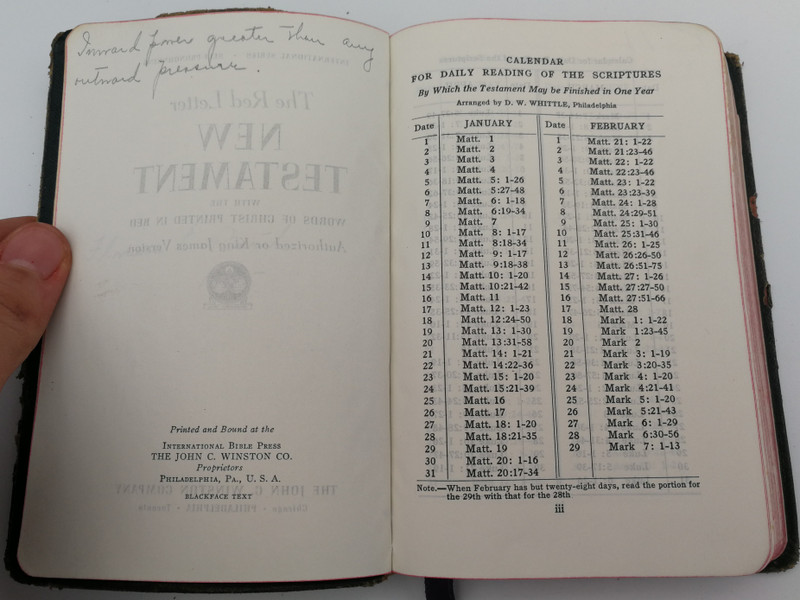 Inward power greater than any
outward pressure.
Printed and Bound at the
INTERNATIONAL BIBLE PRESS
THE JOHN C. WINSTON CO.
Proprietors
PHILADELPHIA, PA., U. S. A.
BLACKFACE TEXT
CALENDAR
FOR DAILY READING OF THE SCRIPTURES
By Which the Testament May be Finished in One Year
Arranged by D. W. WHITTLE, Philadelphia
Date JANUARY Date FEBRUARY
1 Matt. 1 1 Matt. 21: 1-22
2 Matt. 2 2 Matt. 21:23-46
3 Matt. 3 3 Matt. 22: 1-22
4 Matt. 4 4 Matt. 22:23-46
5 Matt. 5: 1-26 5 Matt. 23: 1-22
6 Matt. 5:27-48 6 Matt. 23:23-39
7 Matt. 6: 1-18 7 Matt. 24: 1-28
8 Matt. 6:19-34 8 Matt. 24:29-51
9 Matt. 7 9 Matt. 25: 1-30
10 Matt. 8: 1-17 10 Matt. 25:31-46
11 Matt. 8:18-34 11 Matt. 26: 1-25
12 Matt. 9: 1-17 12 Matt. 26:26-50
13 Matt. 9:18-38 13 Matt. 26:51-75
14 Matt. 10: 1-20 14 Matt. 27: 1-26
15 Matt. 10:21-42 15 Matt. 27:27-50
16 Matt. 11 16 Matt. 27:51-66
17 Matt. 12: 1-23 17 Matt. 28
18 Matt. 12:24-50 18 Mark 1: 1-22
19 Matt. 13: 1-30 19 Mark 1:23-45
20 Matt. 13:31-58 20 Mark 2
21 Matt. 14: 1-21 21 Mark 3: 1-19
22 Matt. 14:22-36 22 Mark 3:20-35
23 Matt. 15: 1-20 23 Mark 4: 1-20
24 Matt. 15:21-39 24 Mark 4:21-41
25 Matt. 16 25 Mark 5: 1-20
26 Matt. 17 26 Mark 5:21-43
27 Matt. 18: 1-20 27 Mark 6: 1-29
28 Matt. 18:21-35 28 Mark 6:30-56
29 Matt. 19 29 Mark 7: 1-13
30 Matt. 20: 1-16
31 Matt. 20:17-34
Note.—When February has but twenty-eight days, read the portion for
the 29th with that for the 28th
iii